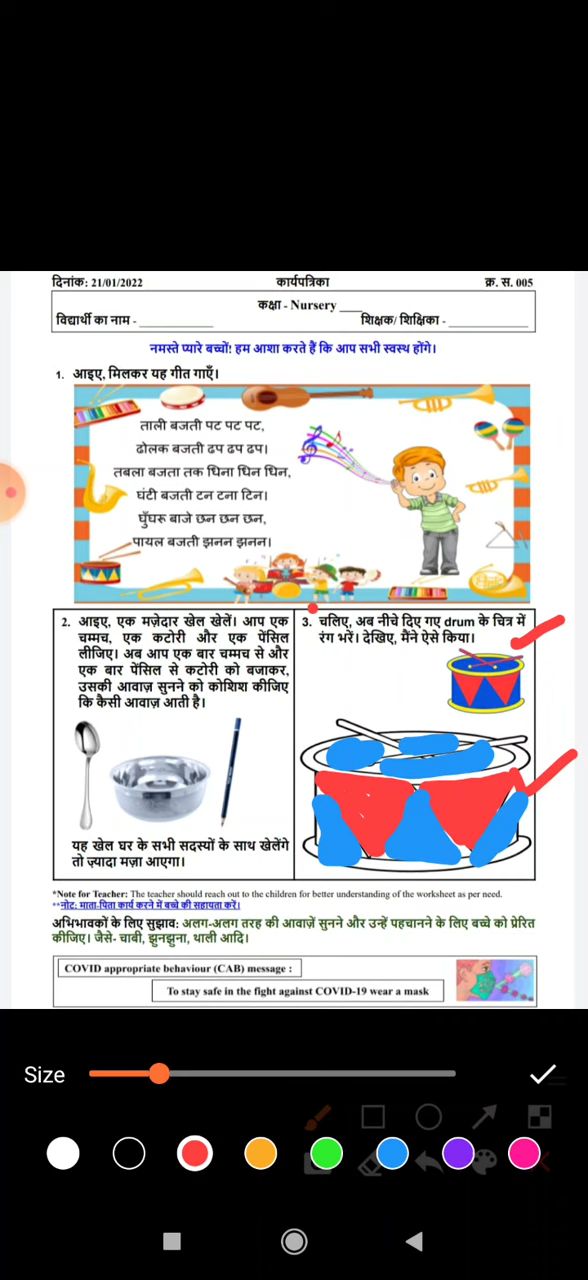 दिनांक: 21/01/2022 कार्यपत्रिका क्र. स. 005
कक्षा - Nursery ___
विद्यार्थी का नाम - ____________ शिक्षक/ शिक्षिका - ____________
नमस्ते प्यारे बच्चों! हम आशा करते हैं कि आप सभी स्वस्थ होंगे।
1. आइए, मिलकर यह गीत गाएँ।
ताली बजती पट पट पट,
ढोलक बजती ढप ढप ढप।
तबला बजता तक धिना धिन धिन,
घंटी बजती टन टना टिन।
घुँघरू बाजे छन छन छन,
पायल बजती झनन झनन।
2. आइए, एक मज़ेदार खेल खेलें। आप एक
चम्मच, एक कटोरी और एक पेंसिल
लीजिए। अब आप एक बार चम्मच से और
एक बार पेंसिल से कटोरी को बजाकर,
उसकी आवाज़ सुनने को कोशिश कीजिए
कि कैसी आवाज़ आती है।
यह खेल घर के सभी सदस्यों के साथ खेलेंगे
तो ज़्यादा मज़ा आएगा।
3. चलिए, अब नीचे दिए गए drum के चित्र में
रंग भरें। देखिए, मैंने ऐसे किया।
*Note for Teacher: The teacher should reach out to the children for better understanding of the worksheet as per need.
**नोट: माता-पिता कार्य करने में बच्चे की सहायता करें।
अभिभावकों के लिए सुझाव: अलग-अलग तरह की आवाज़ें सुनने और उन्हें पहचानने के लिए बच्चे को प्रेरित
कीजिए। जैसे- चाबी, झुनझुना, थाली आदि।
COVID appropriate behaviour (CAB) message :
To stay safe in the fight against COVID-19 wear a mask
Size